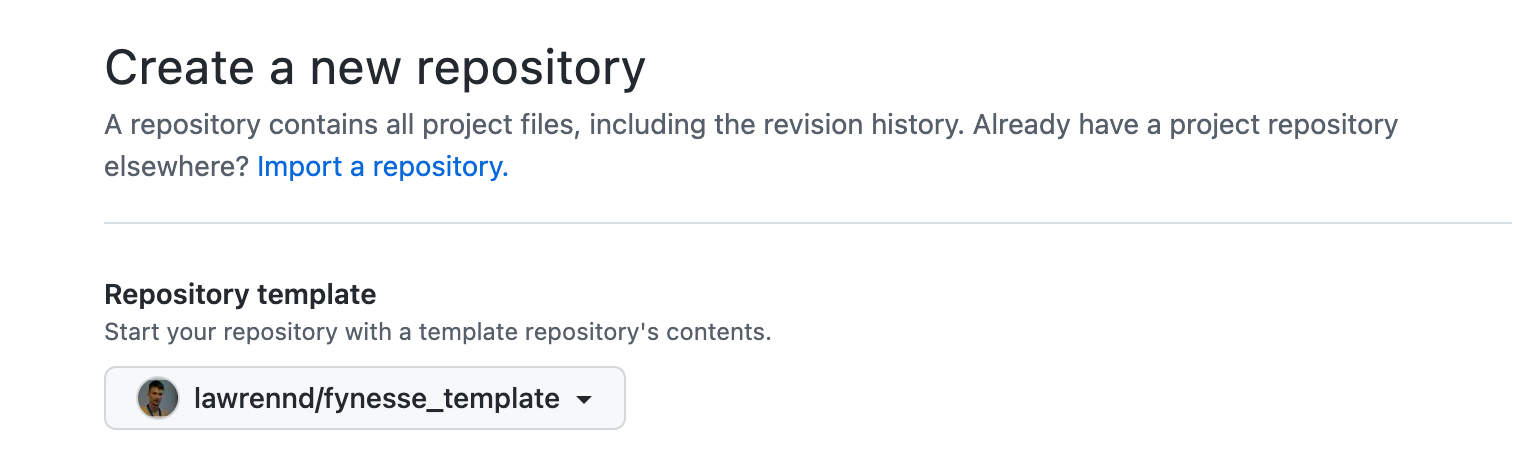 Create a new repository
A repository contains all project files, including the revision history. Already have a project repository
elsewhere? Import a repository.
Repository template
Start your repository with a template repository's contents.
lawrennd/fynesse_template